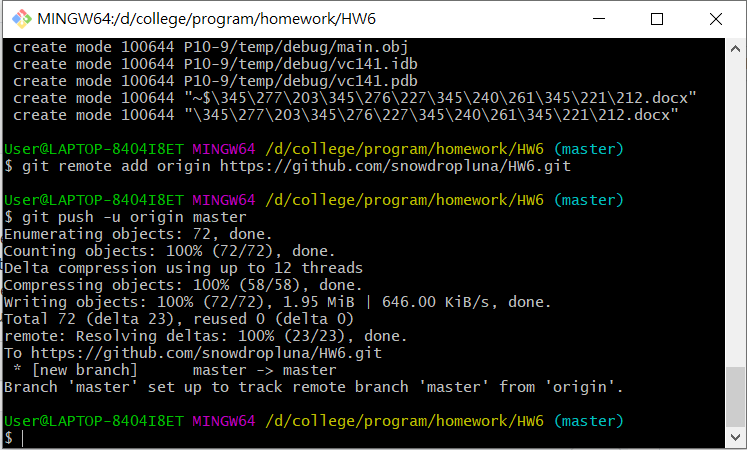 MINGW64:/d/college/program/homework/HW6
create mode 100644 P10-9/temp/debug/main.obj
create mode 100644 P10-9/temp/debug/vc141.idb
create mode 100644 P10-9/temp/debug/vc141.pdb
create mode 100644 "~$\345\277\203\345\276\227\345\240\261\345\221\212.docx"
create mode 100644 "\345\277\203\345\276\227\345\240\261\345\221\212.docx"
User@LAPTOP-8404I8ET MINGW64 /d/college/program/homework/HW6 (master)
$ git remote add origin https://github.com/snowdropluna/HW6.git
User@LAPTOP-8404I8ET MINGW64 /d/college/program/homework/HW6 (master)
$ git push -u origin master
Enumerating objects: 72, done.
Counting objects: 100% (72/72), done.
Delta compression using up to 12 threads
Compressing objects: 100% (58/58), done.
Writing objects: 100% (72/72), 1.95 MiB | 646.00 KiB/s, done.
Total 72 (delta 23), reused 0 (delta 0)
remote: Resolving deltas: 100% (23/23), done.
To https://github.com/snowdropluna/HW6.git
* [new branch]      master -> master
Branch 'master' set up to track remote branch 'master' from 'origin'.
User@LAPTOP-8404I8ET MINGW64 /d/college/program/homework/HW6 (master)
$